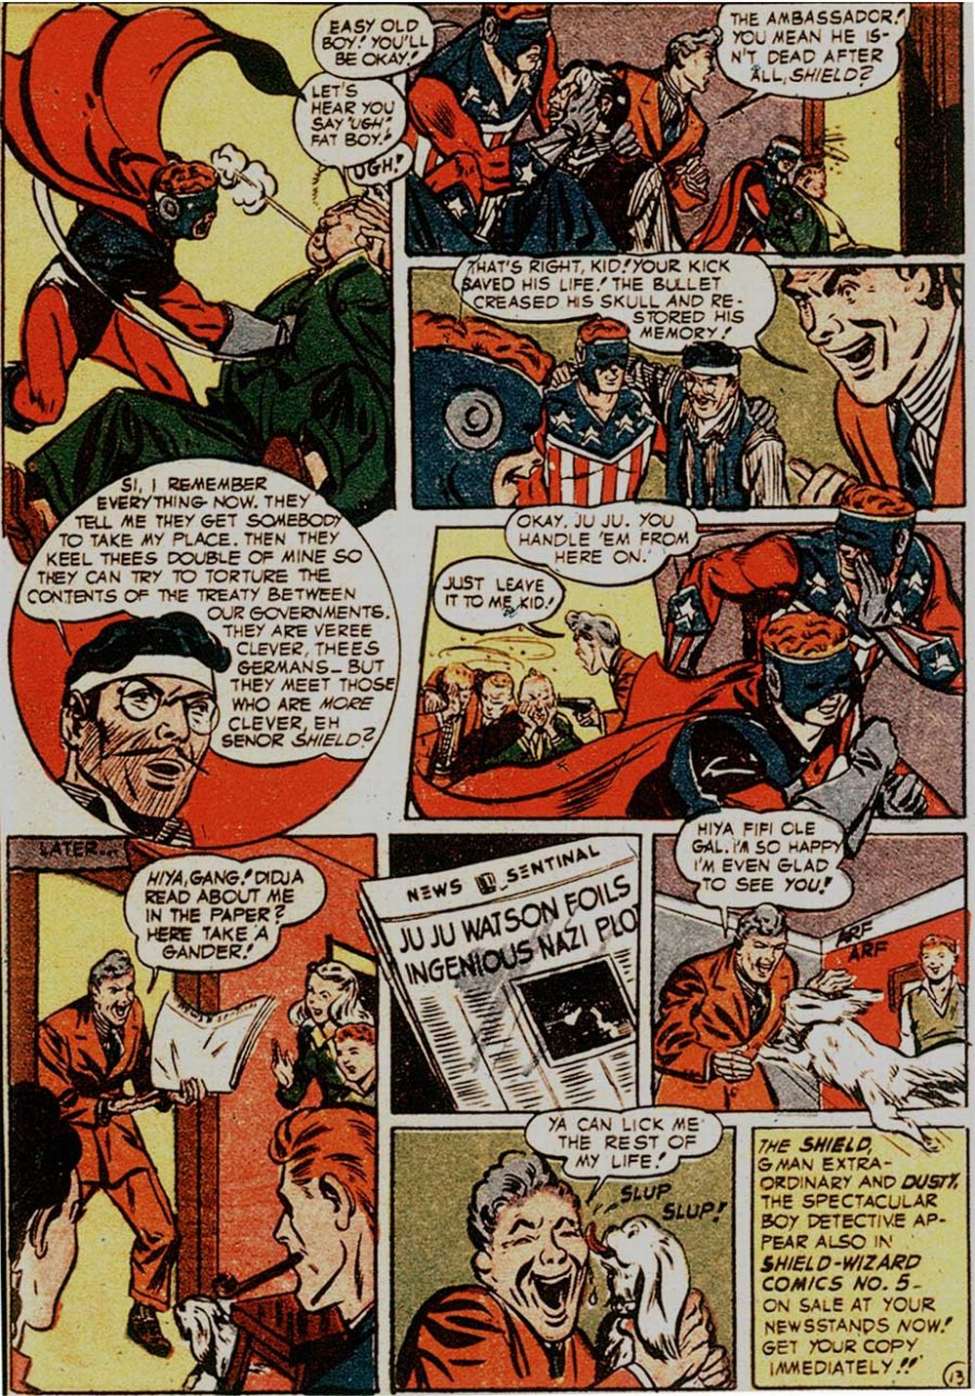 EASY OLD
BOY! YOU'LL
BE OKAY!
LET'S
HEAR YOU
SAY "UGH"
FAT BOY!
UGH!
THE AMBASSADOR!
YOU MEAN HE IS-
N'T DEAD AFTER
ALL, SHIELD?
THAT'S RIGHT, KID! YOUR KICK
SAVED HIS LIFE! THE BULLET
CREASED HIS SKULL AND RE-
STORED HIS
MEMORY!
SI, I REMEMBER
EVERYTHING NOW. THEY
TELL ME THEY GET SOMEBODY
TO TAKE MY PLACE. THEN THEY
KEEL THEES DOUBLE OF MINE SO
THEY CAN TRY TO TORTURE THE
CONTENTS OF THE TREATY BETWEEN
OUR GOVERNMENTS.
THEY ARE VEREE
CLEVER, THEES
GERMANS - BUT
THEY MEET THOSE
WHO ARE MORE
CLEVER, EH
SENOR SHIELD?
OKAY, JU JU. YOU
HANDLE 'EM FROM
HERE ON.
JUST LEAVE
IT TO ME, KID!
LATER...
HIYA, GANG! DIDJA
READ ABOUT ME
IN THE PAPER?
HERE TAKE A
GANDER!
NEWS SENTINAL
JU JU WATSON FOILS
INGENIOUS NAZI PLO
HIYA FIFI OLE
GAL. I'M SO HAPPY
I'M EVEN GLAD
TO SEE YOU!
ARF
ARF
YA CAN LICK ME
THE REST OF
MY LIFE!
SLUP
SLUP!
THE SHIELD,
G MAN EXTRA-
ORDINARY AND DUSTY,
THE SPECTACULAR
BOY DETECTIVE AP-
PEAR ALSO IN
SHIELD-WIZARD
COMICS NO. 5 -
ON SALE AT YOUR
NEWSSTANDS NOW!
GET YOUR COPY
IMMEDIATELY!!
13